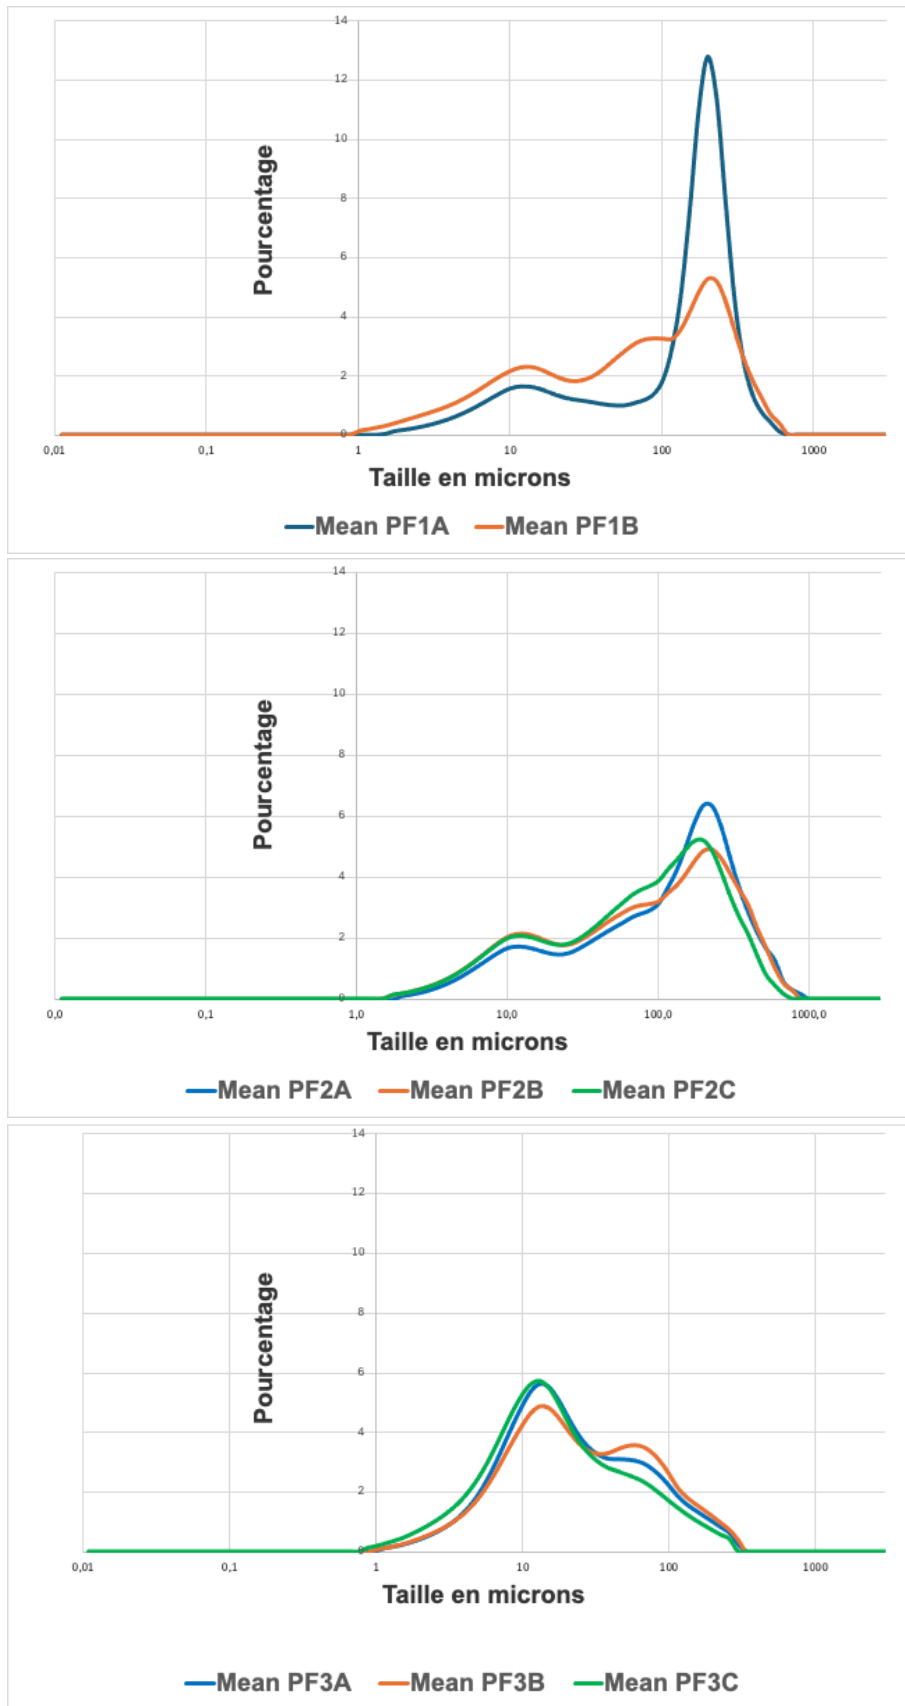 14
12
10
8
6
4
2
0
Pourcentage
0,01 0,1 1 10 100 1000
Taille en microns
Mean PF1A Mean PF1B
14
12
10
8
6
4
2
0
Pourcentage
0,0 0,1 1,0 10,0 100,0 1000,0
Taille en microns
Mean PF2A Mean PF2B Mean PF2C
14
12
10
8
6
4
2
0
Pourcentage
0,01 0,1 1 10 100 1000
Taille en microns
Mean PF3A Mean PF3B Mean PF3C